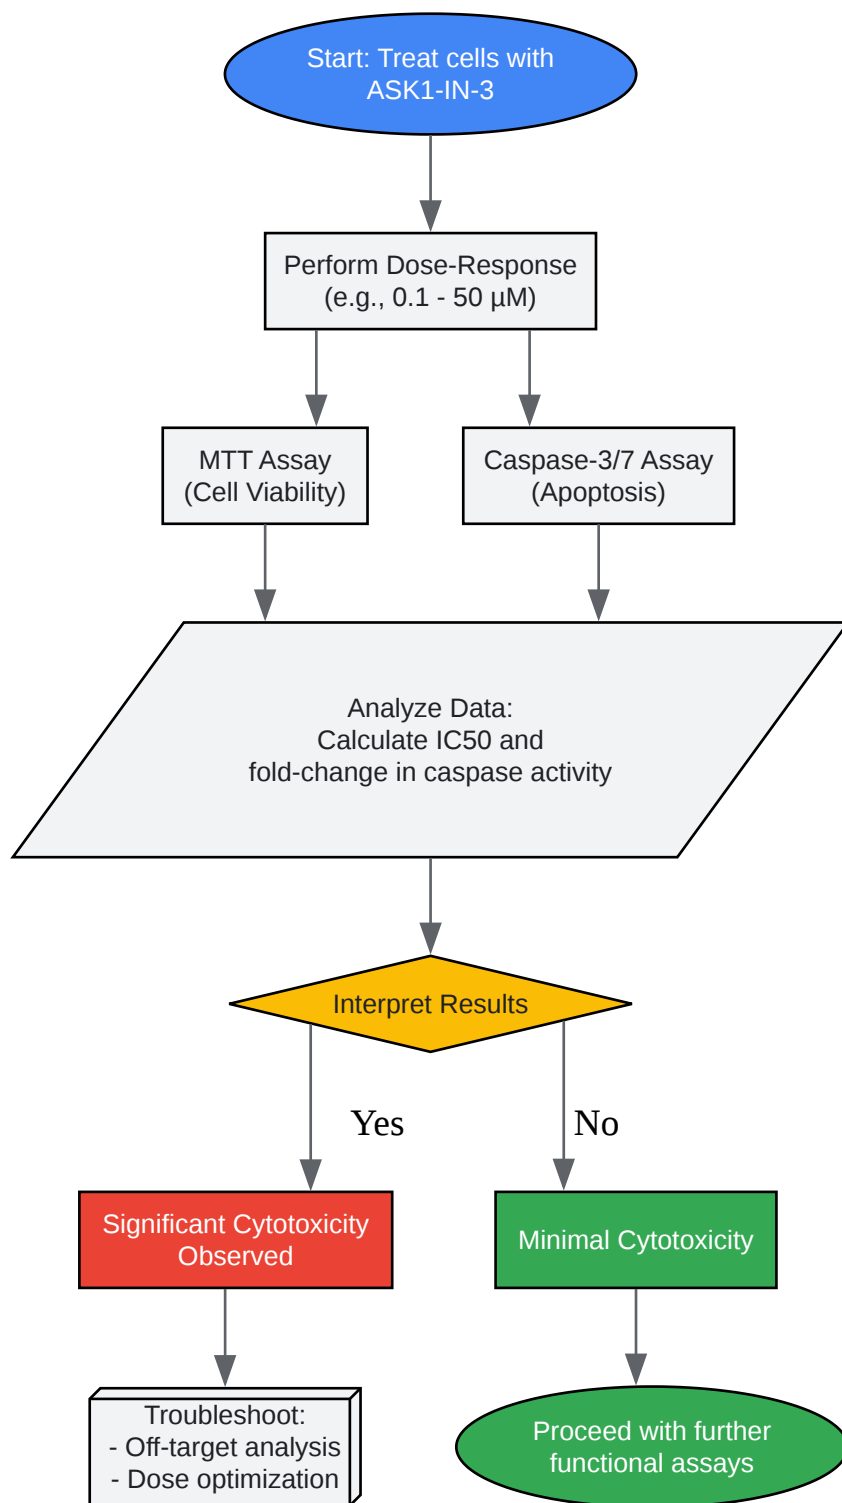 Start: Treat cells with
ASK1-IN-3
Perform Dose-Response
(e.g., 0.1 - 50 µM)
MTT Assay
(Cell Viability)
Caspase-3/7 Assay
(Apoptosis)
Analyze Data:
Calculate IC50 and
fold-change in caspase activity
Interpret Results
Yes
No
Significant Cytotoxicity
Observed
Minimal Cytotoxicity
Troubleshoot:
- Off-target analysis
- Dose optimization
Proceed with further
functional assays